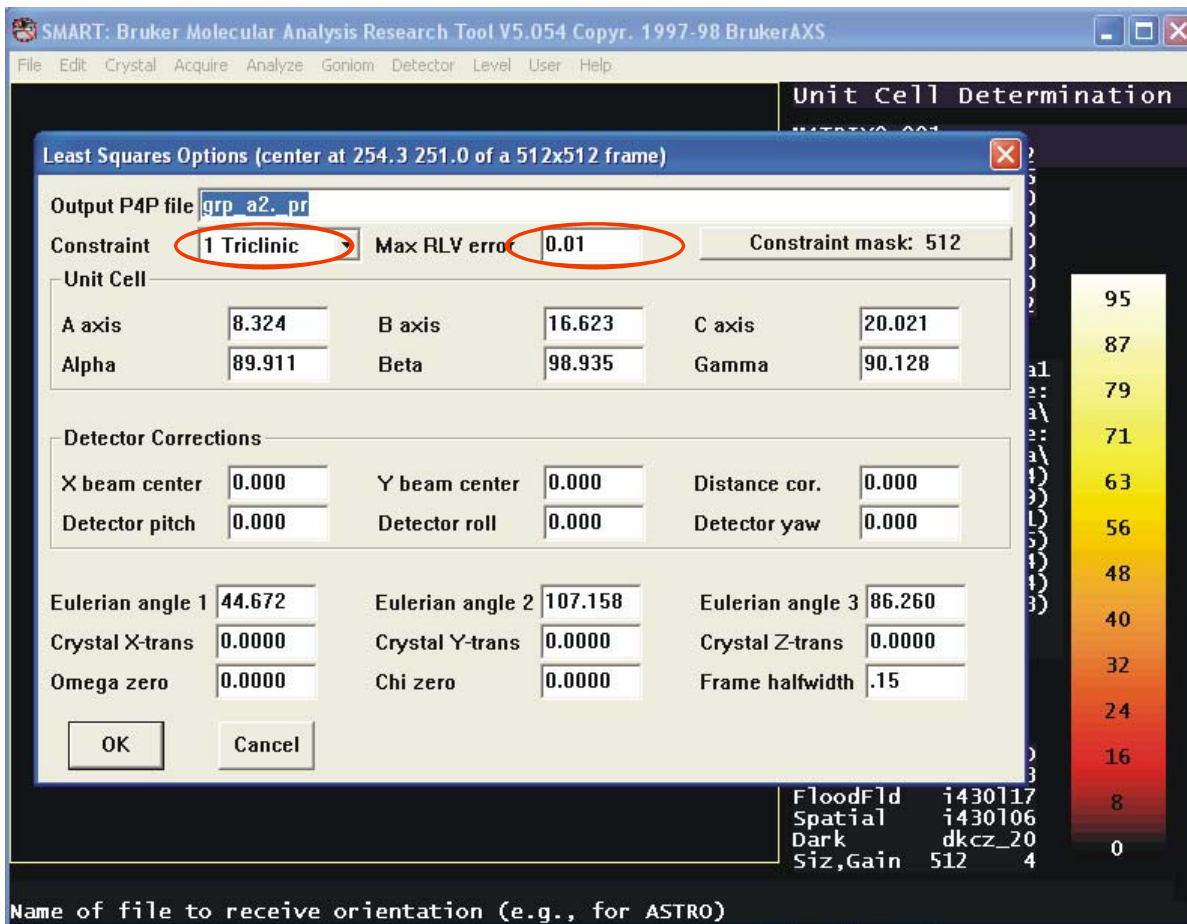 SMART: Bruker Molecular Analysis Research Tool V5.054 Copyr. 1997-98 BrukerAXS
File Edit Crystal Acquire Analyze Goniom Detector Level User Help
Unit Cell Determination
Least Squares Options (center at 254.3 251.0 of a 512x512 frame)
Output P4P file grp_a2._pr
Constraint 1 Triclinic Max RLV error 0.01 Constraint mask: 512
Unit Cell
A axis 8.324 B axis 16.623 C axis 20.021
Alpha 89.911 Beta 98.935 Gamma 90.128
Detector Corrections
X beam center 0.000 Y beam center 0.000 Distance cor. 0.000
Detector pitch 0.000 Detector roll 0.000 Detector yaw 0.000
Eulerian angle 1 44.672 Eulerian angle 2 107.158 Eulerian angle 3 86.260
Crystal X-trans 0.0000 Crystal Y-trans 0.0000 Crystal Z-trans 0.0000
Omega zero 0.0000 Chi zero 0.0000 Frame halfwidth .15
OK Cancel
FloodFld i430l17
Spatial i430l06
Dark dkcz_20
Siz,Gain 512 4
95
87
79
71
63
56
48
40
32
24
16
8
0
Name of file to receive orientation (e.g., for ASTRO)